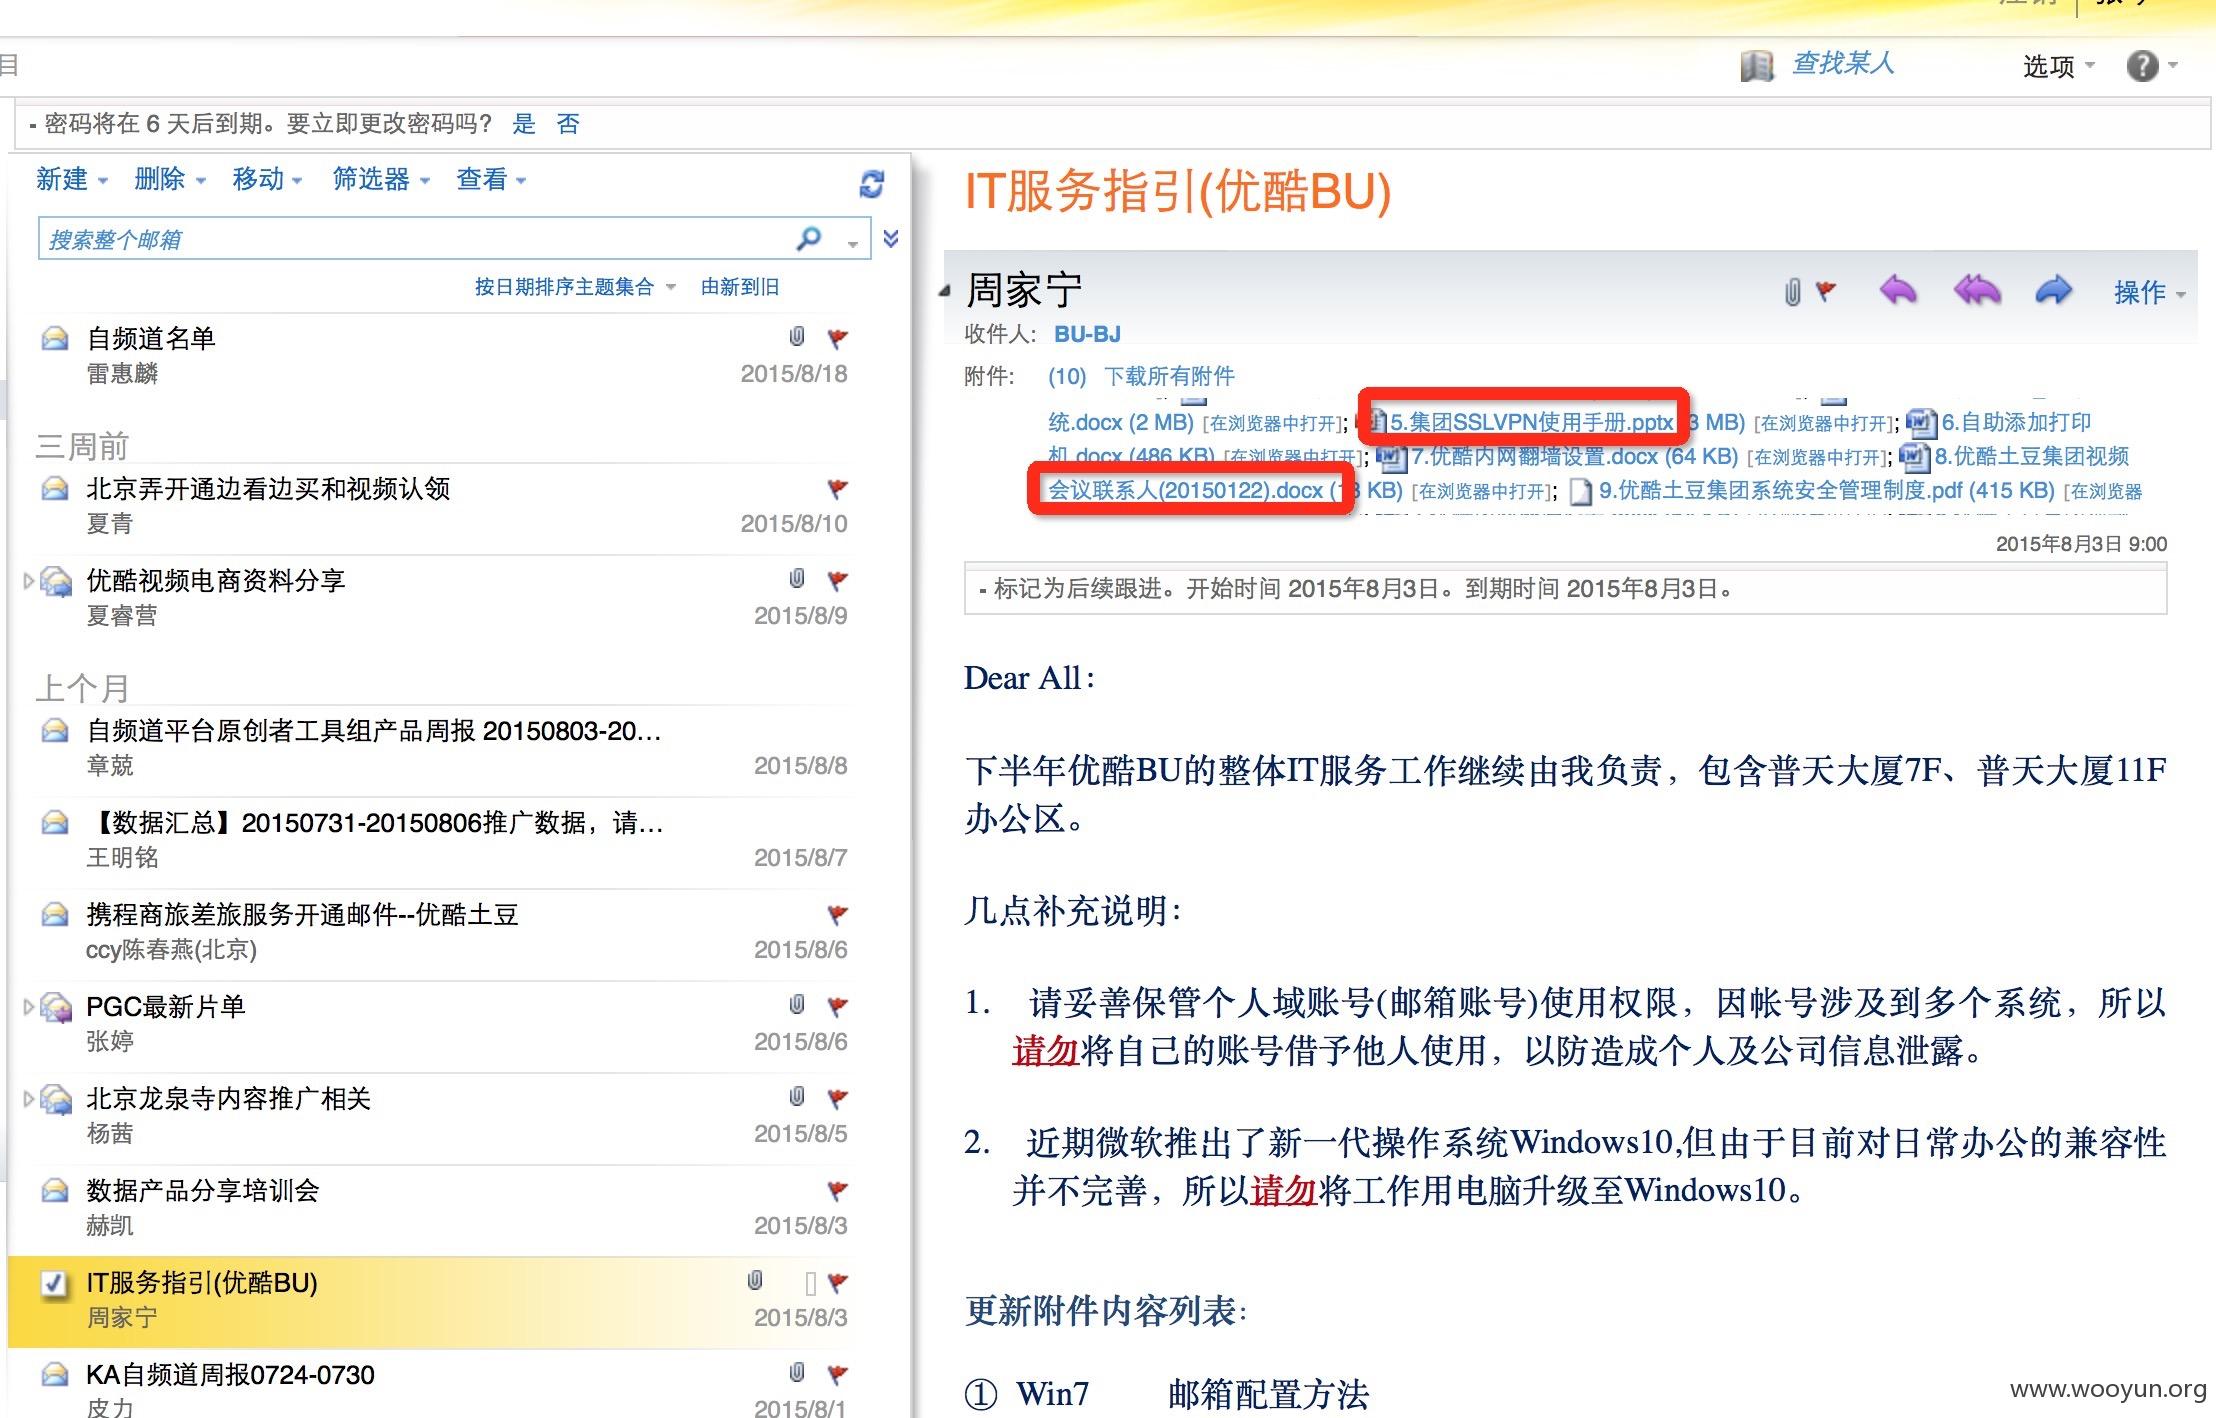 目
查找某人
选项
- 密码将在 6 天后到期。要立即更改密码吗? 是 否
新建 删除 移动 筛选器 查看
搜索整个邮箱
按日期排序主题集合 由新到旧
自频道名单
雷惠麟 2015/8/18
三周前
北京弄开通边看边买和视频认领
夏青 2015/8/10
优酷视频电商资料分享
夏睿营 2015/8/9
上个月
自频道平台原创者工具组产品周报 20150803-20...
章兢 2015/8/8
【数据汇总】20150731-20150806推广数据，请...
王明铭 2015/8/7
携程商旅差旅服务开通邮件--优酷土豆
ccy陈春燕(北京) 2015/8/6
PGC最新片单
张婷 2015/8/6
北京龙泉寺内容推广相关
杨茜 2015/8/5
数据产品分享培训会
赫凯 2015/8/3
IT服务指引(优酷BU)
周家宁 2015/8/3
KA自频道周报0724-0730
皮力 2015/8/1
IT服务指引(优酷BU)
周家宁
操作
收件人: BU-BJ
附件: (10) 下载所有附件
统.docx (2 MB) [在浏览器中打开]; 5.集团SSLVPN使用手册.pptx 3 MB) [在浏览器中打开]; 6.自助添加打印
机.docx (486 KB) [在浏览器中打开]; 7.优酷内网翻墙设置.docx (64 KB) [在浏览器中打开]; 8.优酷土豆集团视频
会议联系人(20150122).docx (13 KB) [在浏览器中打开]; 9.优酷土豆集团系统安全管理制度.pdf (415 KB) [在浏览器
2015年8月3日 9:00
- 标记为后续跟进。开始时间 2015年8月3日。到期时间 2015年8月3日。
Dear All：
下半年优酷BU的整体IT服务工作继续由我负责，包含普天大厦7F、普天大厦11F
办公区。
几点补充说明：
1. 请妥善保管个人域账号(邮箱账号)使用权限，因帐号涉及到多个系统，所以
请勿将自己的账号借予他人使用，以防造成个人及公司信息泄露。
2. 近期微软推出了新一代操作系统Windows10,但由于目前对日常办公的兼容性
并不完善，所以请勿将工作用电脑升级至Windows10。
更新附件内容列表：
① Win7 邮箱配置方法
www.wooyun.org